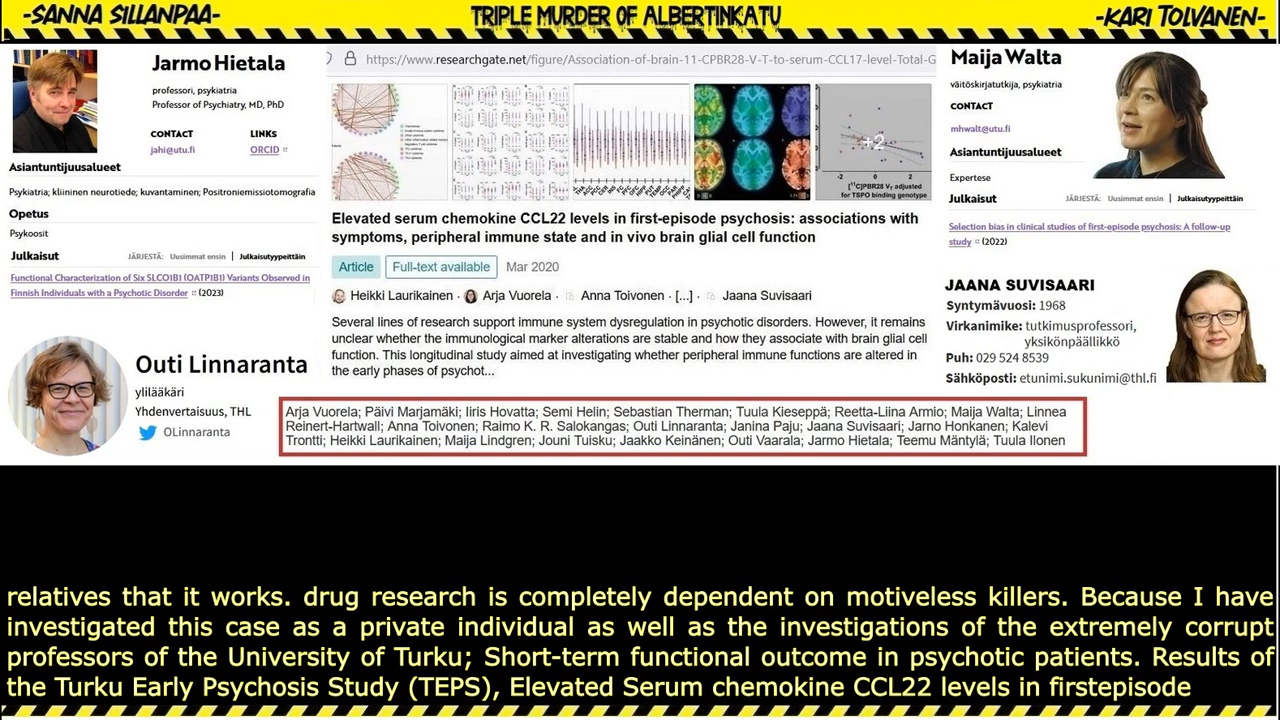 -SANNA SILLANPAA-
TRIPLE MURDER OF ALBERTINKATU
-KARI TOLVANEN-
Jarmo Hietala
professori, psykiatria
Professor of Psychiatry, MD, PhD
CONTACT
LINKS
jahi@utu.fi
ORCID
Asiantuntijuusalueet
Psykiatria; kliininen neurotiede; kuvantaminen; Positroniemissiotomografia
Opetus
Psykoosit
Julkaisut
JÄRJESTÄ: Uusimmat ensin | Julkaisutyypeittäin
Functional Characterization of Six SLCO1B1 (OATP1B1) Variants Observed in
Finnish Individuals with a Psychotic Disorder (2023)
Outi Linnaranta
ylilääkäri
Yhdenvertaisuus, THL
OLinnaranta
https://www.researchgate.net/figure/Association-of-brain-11-CPBR28-V-T-to-serum-CCL17-level-Total-G
+2
-2 0 2
[¹¹C]PBR28 VT adjusted
for TSPO binding genotype
Elevated serum chemokine CCL22 levels in first-episode psychosis: associations with
symptoms, peripheral immune state and in vivo brain glial cell function
Article
Full-text available
Mar 2020
Heikki Laurikainen · Arja Vuorela · Anna Toivonen · [...] · Jaana Suvisaari
Several lines of research support immune system dysregulation in psychotic disorders. However, it remains
unclear whether the immunological marker alterations are stable and how they associate with brain glial cell
function. This longitudinal study aimed at investigating whether peripheral immune functions are altered in
the early phases of psychot...
Arja Vuorela; Päivi Marjamäki; Iiris Hovatta; Semi Helin; Sebastian Therman; Tuula Kieseppä; Reetta-Liina Armio; Maija Walta; Linnea
Reinert-Hartwall; Anna Toivonen; Raimo K. R. Salokangas; Outi Linnaranta; Janina Paju; Jaana Suvisaari; Jarno Honkanen; Kalevi
Trontti; Heikki Laurikainen; Maija Lindgren; Jouni Tuisku; Jaakko Keinänen; Outi Vaarala; Jarmo Hietala; Teemu Mäntylä; Tuula Ilonen
Maija Walta
väitöskirjatutkija, psykiatria
CONTACT
mhwalt@utu.fi
Asiantuntijuusalueet
Expertese
Julkaisut
JÄRJESTÄ: Uusimmat ensin | Julkaisutyypeittäin
Selection bias in clinical studies of first-episode psychosis: A follow-up
study (2022)
JAANA SUVISAARI
Syntymävuosi: 1968
Virkanimike: tutkimusprofessori,
yksikönpäällikkö
Puh: 029 524 8539
Sähköposti: etunimi.sukunimi@thl.fi
relatives that it works. drug research is completely dependent on motiveless killers. Because I have
investigated this case as a private individual as well as the investigations of the extremely corrupt
professors of the University of Turku; Short-term functional outcome in psychotic patients. Results of
the Turku Early Psychosis Study (TEPS), Elevated Serum chemokine CCL22 levels in firstepisode